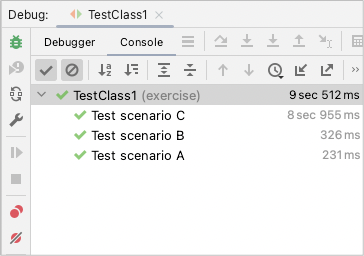 Debug: TestClass1
Debugger Console
TestClass1 (exercise) 9 sec 512 ms
Test scenario C 8 sec 955 ms
Test scenario B 326 ms
Test scenario A 231 ms